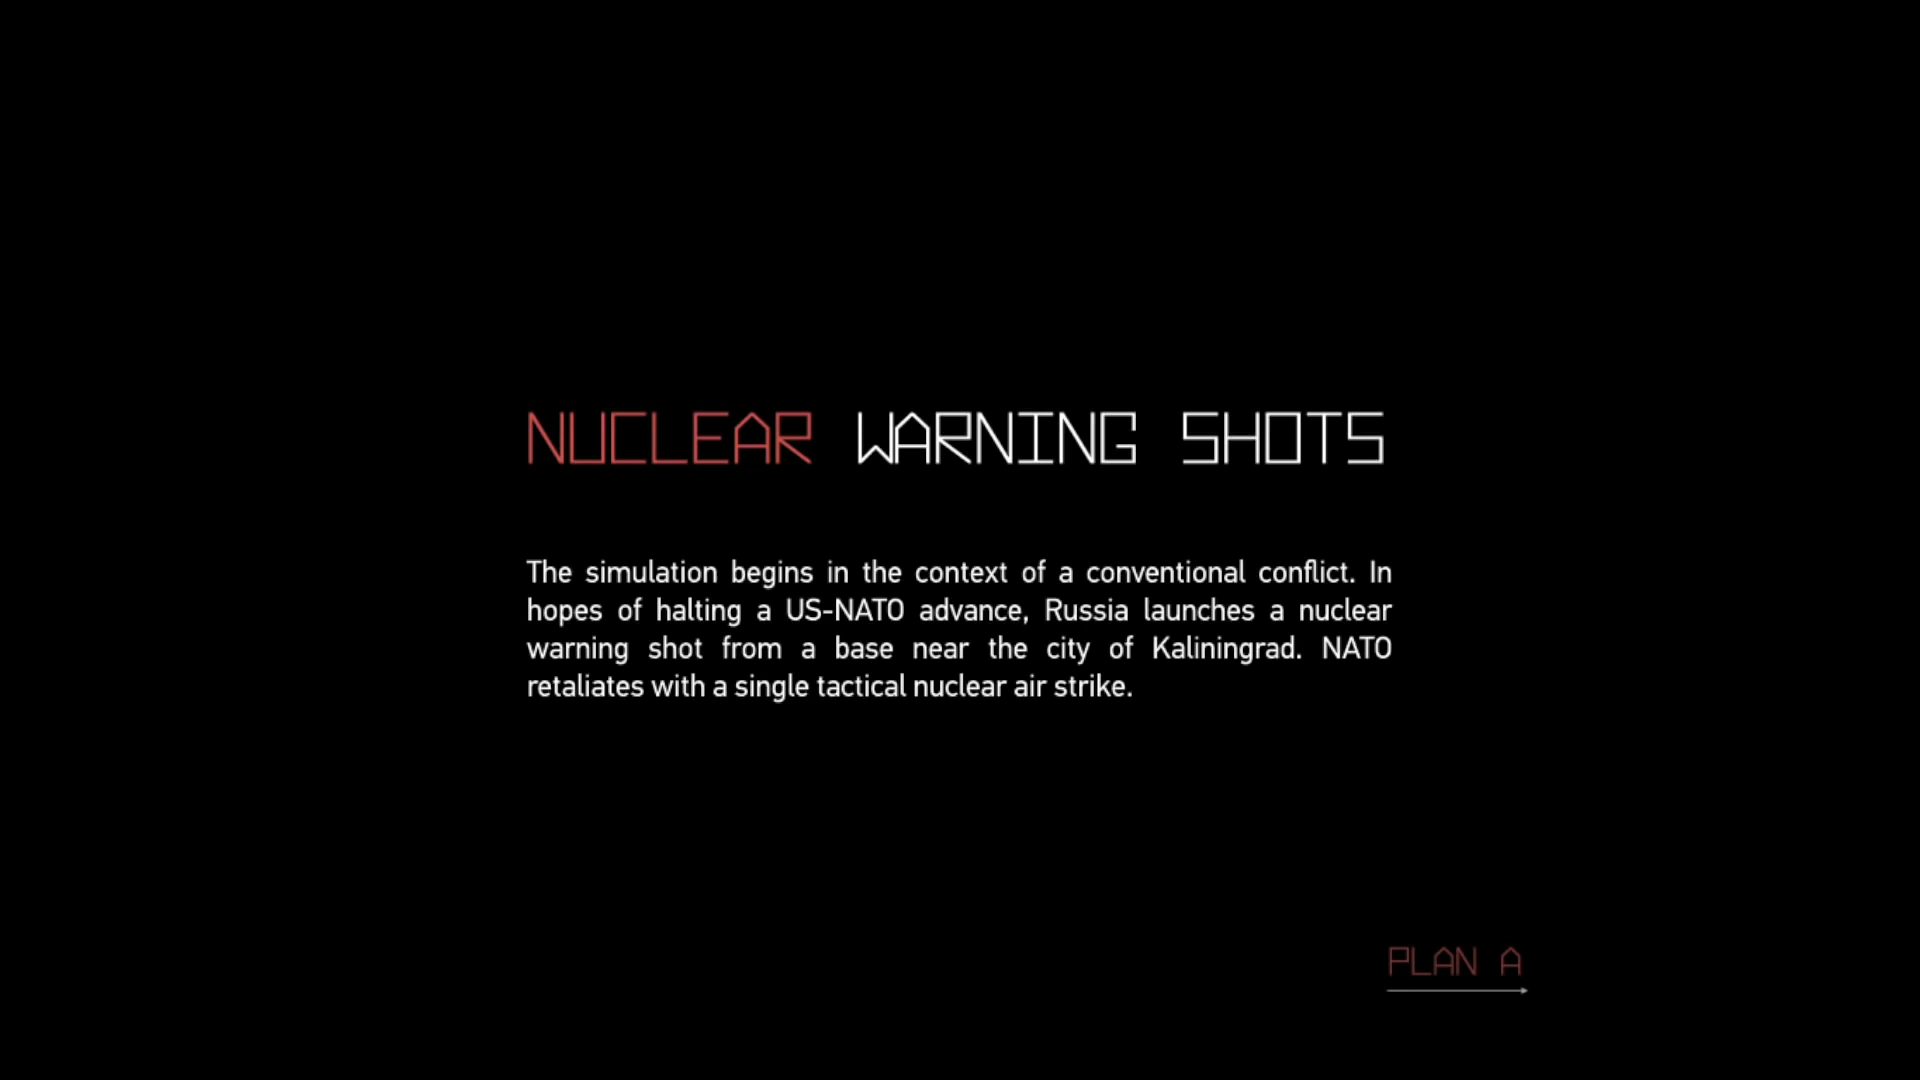 NUCLEAR WARNING SHOTS
The simulation begins in the context of a conventional conflict. In
hopes of halting a US-NATO advance, Russia launches a nuclear
warning shot from a base near the city of Kaliningrad. NATO
retaliates with a single tactical nuclear air strike.
PLAN A